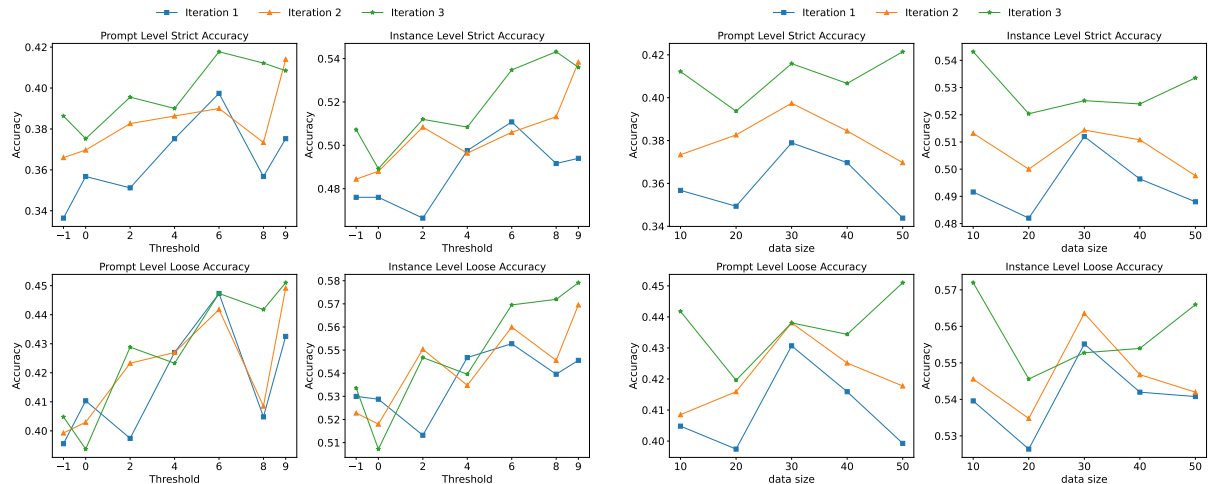 Iteration 1 Iteration 2 Iteration 3
Prompt Level Strict Accuracy
Accuracy
0.42
0.40
0.38
0.36
0.34
−1 0 2 4 6 8 9
Threshold
Instance Level Strict Accuracy
0.54
0.52
0.50
0.48
−1 0 2 4 6 8 9
Threshold
Prompt Level Loose Accuracy
Accuracy
0.45
0.44
0.43
0.42
0.41
0.40
−1 0 2 4 6 8 9
Threshold
Instance Level Loose Accuracy
Accuracy
0.58
0.57
0.56
0.55
0.54
0.53
0.52
0.51
−1 0 2 4 6 8 9
Threshold
Iteration 1 Iteration 2 Iteration 3
Prompt Level Strict Accuracy
Accuracy
0.42
0.40
0.38
0.36
0.34
10 20 30 40 50
data size
Instance Level Strict Accuracy
Accuracy
0.54
0.53
0.52
0.51
0.50
0.49
0.48
10 20 30 40 50
data size
Prompt Level Loose Accuracy
Accuracy
0.45
0.44
0.43
0.42
0.41
0.40
10 20 30 40 50
data size
Instance Level Loose Accuracy
Accuracy
0.57
0.56
0.55
0.54
0.53
10 20 30 40 50
data size